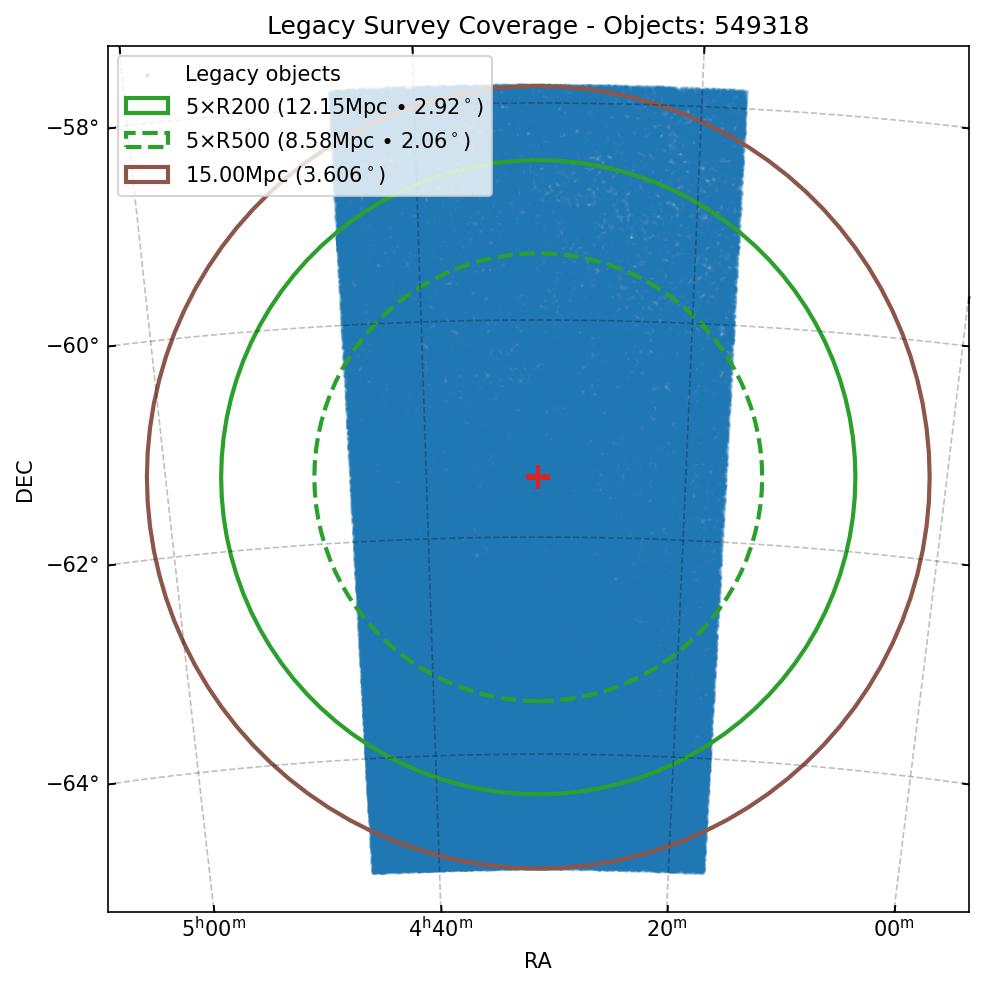 Legacy Survey Coverage - Objects: 549318
Legacy objects
5×R200 (12.15Mpc • 2.92°)
5×R500 (8.58Mpc • 2.06°)
15.00Mpc (3.606°)
−58°
−60°
−62°
−64°
DEC
5ʰ00ᵐ 4ʰ40ᵐ 20ᵐ 00ᵐ
RA